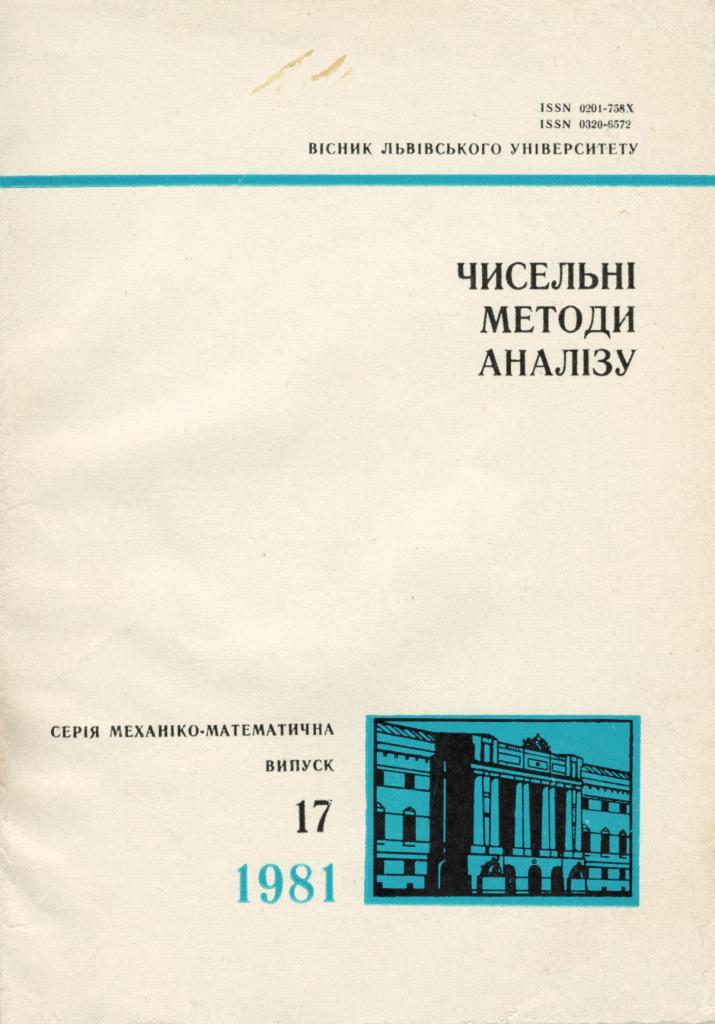 ISSN 0201-758X
ISSN 0320-6572
ВІСНИК ЛЬВІВСЬКОГО УНІВЕРСИТЕТУ
ЧИСЕЛЬНІ
МЕТОДИ
АНАЛІЗУ
СЕРІЯ МЕХАНІКО-МАТЕМАТИЧНА
ВИПУСК
17
1981